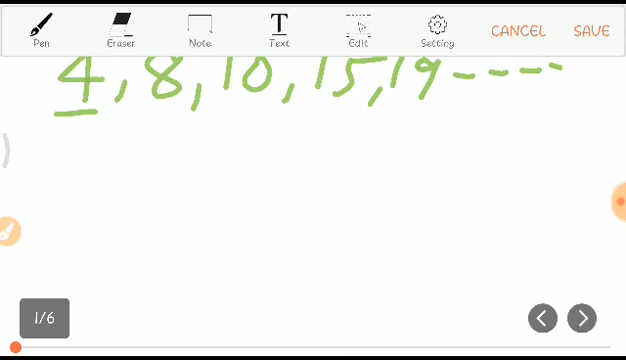 Pen Eraser Note Text Edit Setting CANCEL SAVE
4, 8, 10, 15, 19-----
1/6